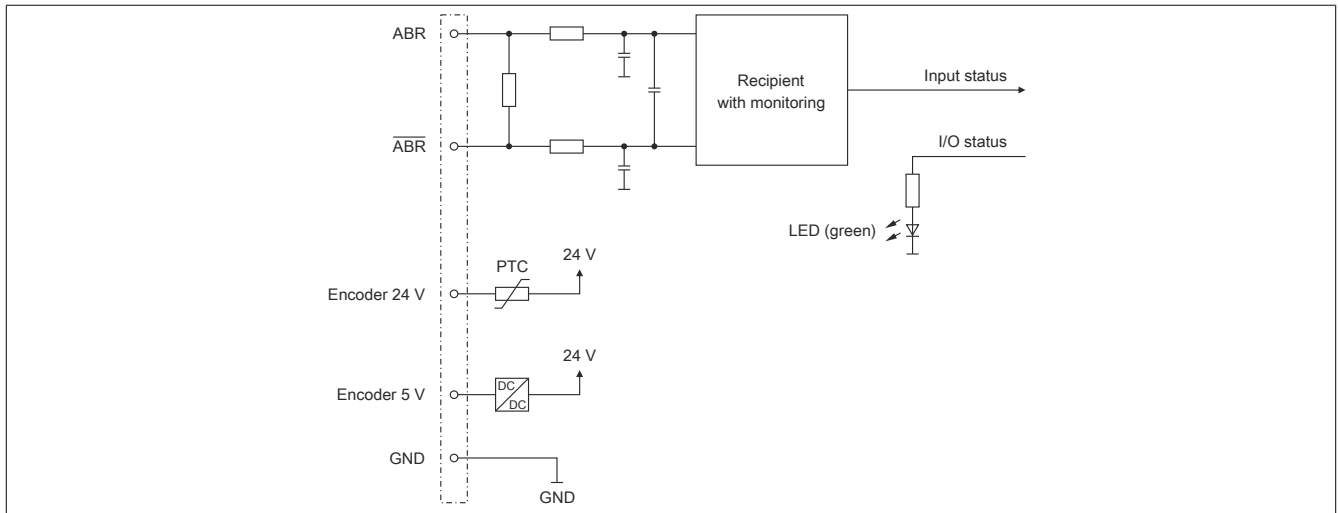 ABR
Recipient
with monitoring
Input status
A̅B̅R̅
I/O status
LED (green)
24 V
PTC
Encoder 24 V
24 V
DC
DC
Encoder 5 V
GND
GND